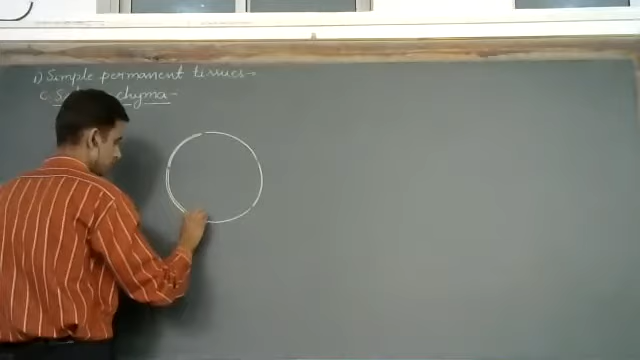 i) Simple permanent tissues:-
c. S chyma-